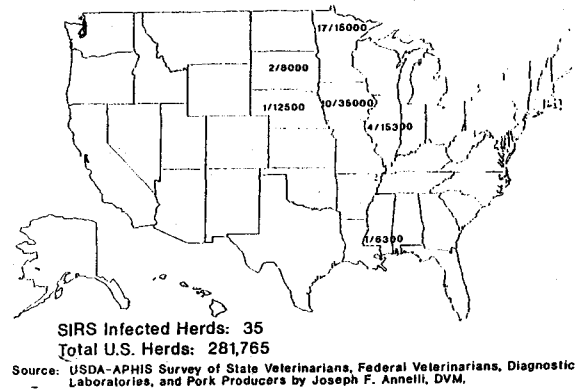 17/15000
2/8000
1/12500
10/35000
4/15300
1/6300
SIRS Infected Herds: 35
Total U.S. Herds: 281,765
Source: USDA-APHIS Survey of State Veterinarians, Federal Veterinarians, Diagnostic
Laboratories, and Pork Producers by Joseph F. Annelli, DVM.